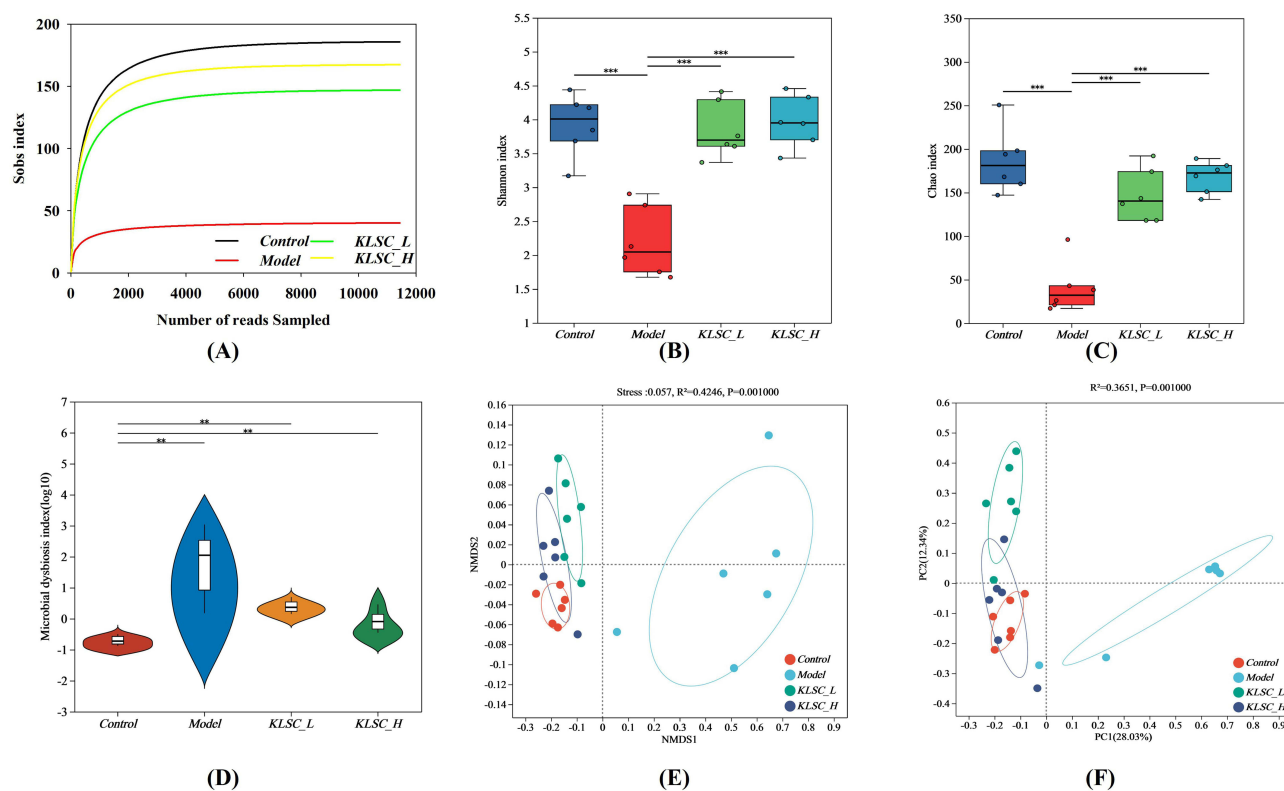 200
150
100
50
0
Sobs index
0 2000 4000 6000 8000 10000 12000
Number of reads Sampled
Control KLSC_L
Model KLSC_H
(A)
5.5
5
4.5
4
3.5
3
2.5
2
1.5
1
Shannon index
***
***
***
Control Model KLSC_L KLSC_H
(B)
350
300
250
200
150
100
50
0
Chao index
***
***
***
Control Model KLSC_L KLSC_H
(C)
7
6
5
4
3
2
1
0
-1
-2
-3
Microbial dysbiosis index(log10)
**
**
**
Control Model KLSC_L KLSC_H
(D)
Stress :0.057, R²=0.4246, P=0.001000
0.16
0.14
0.12
0.1
0.08
0.06
0.04
0.02
0
-0.02
-0.04
-0.06
-0.08
-0.1
-0.12
-0.14
NMDS2
Control
Model
KLSC_L
KLSC_H
-0.3 -0.2 -0.1 0 0.1 0.2 0.3 0.4 0.5 0.6 0.7 0.8 0.9
NMDS1
(E)
R²=0.3651, P=0.001000
0.6
0.5
0.4
0.3
0.2
0.1
0
-0.1
-0.2
-0.3
-0.4
PC2(12.34%)
Control
Model
KLSC_L
KLSC_H
-0.3 -0.2 -0.1 0 0.1 0.2 0.3 0.4 0.5 0.6 0.7 0.8 0.9
PC1(28.03%)
(F)